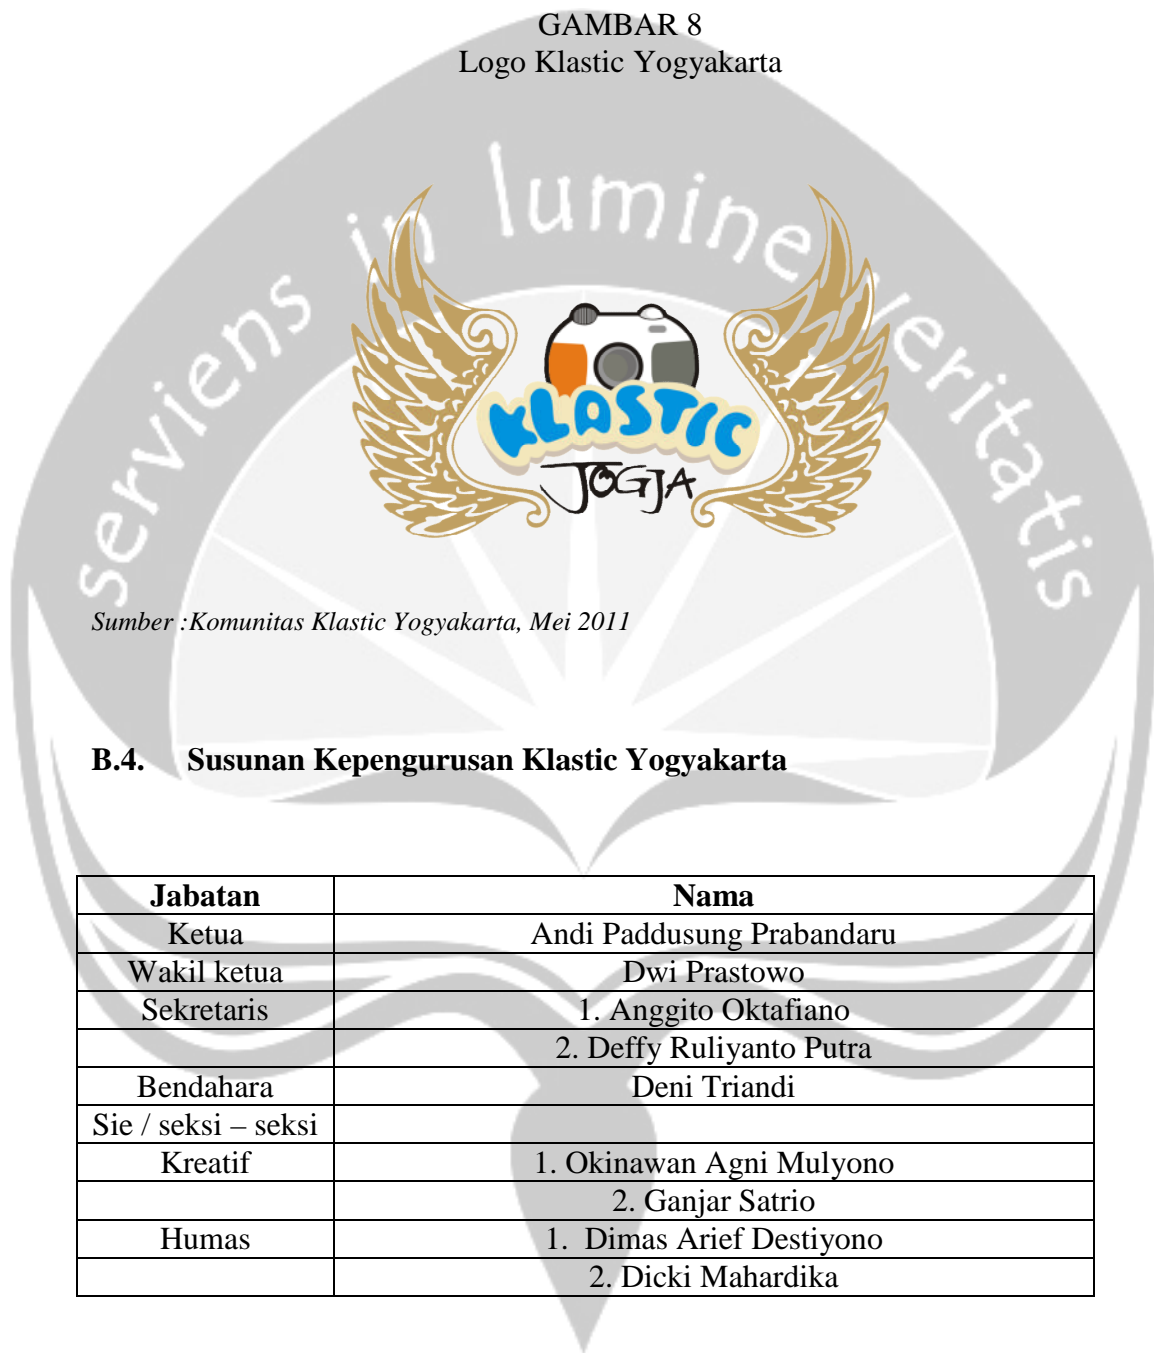 GAMBAR 8
Logo Klastic Yogyakarta
serviens in lumine veritatis
KLASTIC
JOGJA
Sumber :Komunitas Klastic Yogyakarta, Mei 2011
B.4. Susunan Kepengurusan Klastic Yogyakarta
Jabatan Nama
Ketua Andi Paddusung Prabandaru
Wakil ketua Dwi Prastowo
Sekretaris 1. Anggito Oktafiano
2. Deffy Ruliyanto Putra
Bendahara Deni Triandi
Sie / seksi – seksi
Kreatif 1. Okinawan Agni Mulyono
2. Ganjar Satrio
Humas 1. Dimas Arief Destiyono
2. Dicki Mahardika